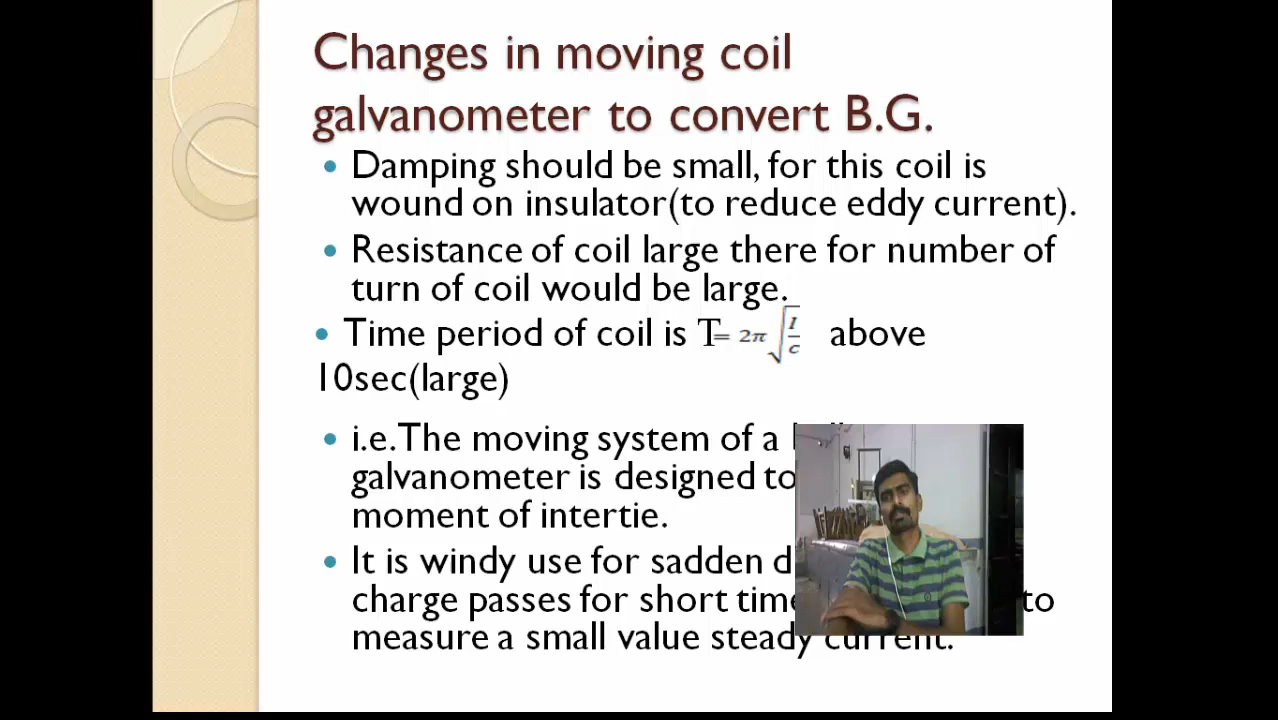 Changes in moving coil
galvanometer to convert B.G.
• Damping should be small, for this coil is
wound on insulator(to reduce eddy current).
• Resistance of coil large there for number of
turn of coil would be large.
• Time period of coil is T= 2π√(I/c) above
10sec(large)
• i.e.The moving system of a
galvanometer is designed to
moment of intertie.
• It is windy use for sadden
charge passes for short time to
measure a small value steady current.